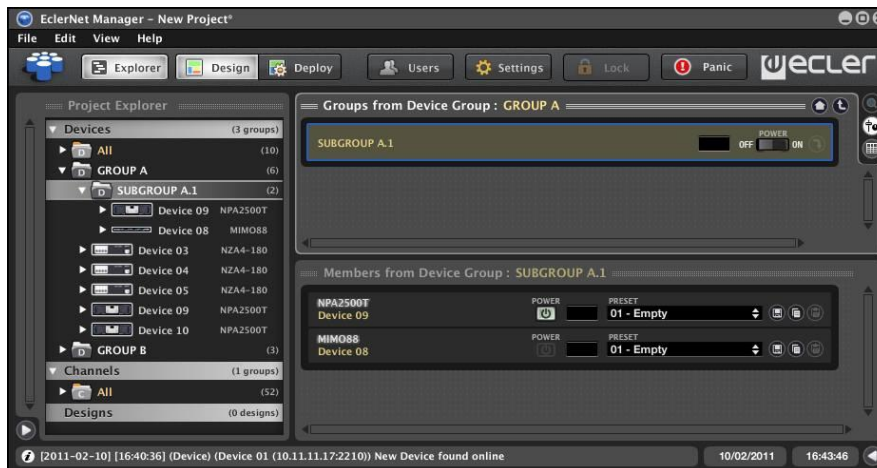 EclerNet Manager - New Project*
File Edit View Help
Explorer Design Deploy Users Settings Lock Panic ecler
Project Explorer
Devices (3 groups)
All (10)
GROUP A (6)
SUBGROUP A.1 (2)
Device 09 NPA2500T
Device 08 MIMO88
Device 03 NZA4-180
Device 04 NZA4-180
Device 05 NZA4-180
Device 09 NPA2500T
Device 10 NPA2500T
GROUP B (3)
Channels (1 groups)
All (52)
Designs (0 designs)
Groups from Device Group : GROUP A
SUBGROUP A.1
POWER
OFF ON
Members from Device Group : SUBGROUP A.1
NPA2500T POWER PRESET
Device 09 01 - Empty
MIMO88 POWER PRESET
Device 08 01 - Empty
[2011-02-10] [16:40:36] (Device) (Device 01 (10.11.11.17:2210)) New Device found online 10/02/2011 16:43:46